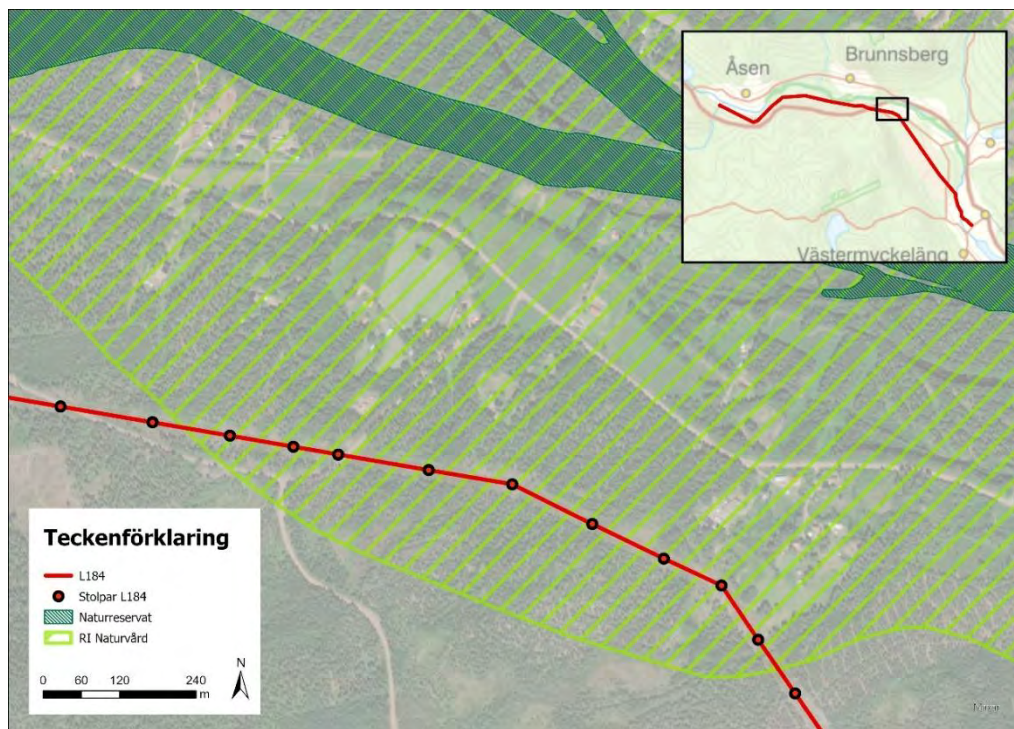 Brunnsberg
Åsen
Västermyckeläng
Teckenförklaring
L184
Stolpar L184
Naturreservat
RI Naturvård
N
0 60 120 240
m